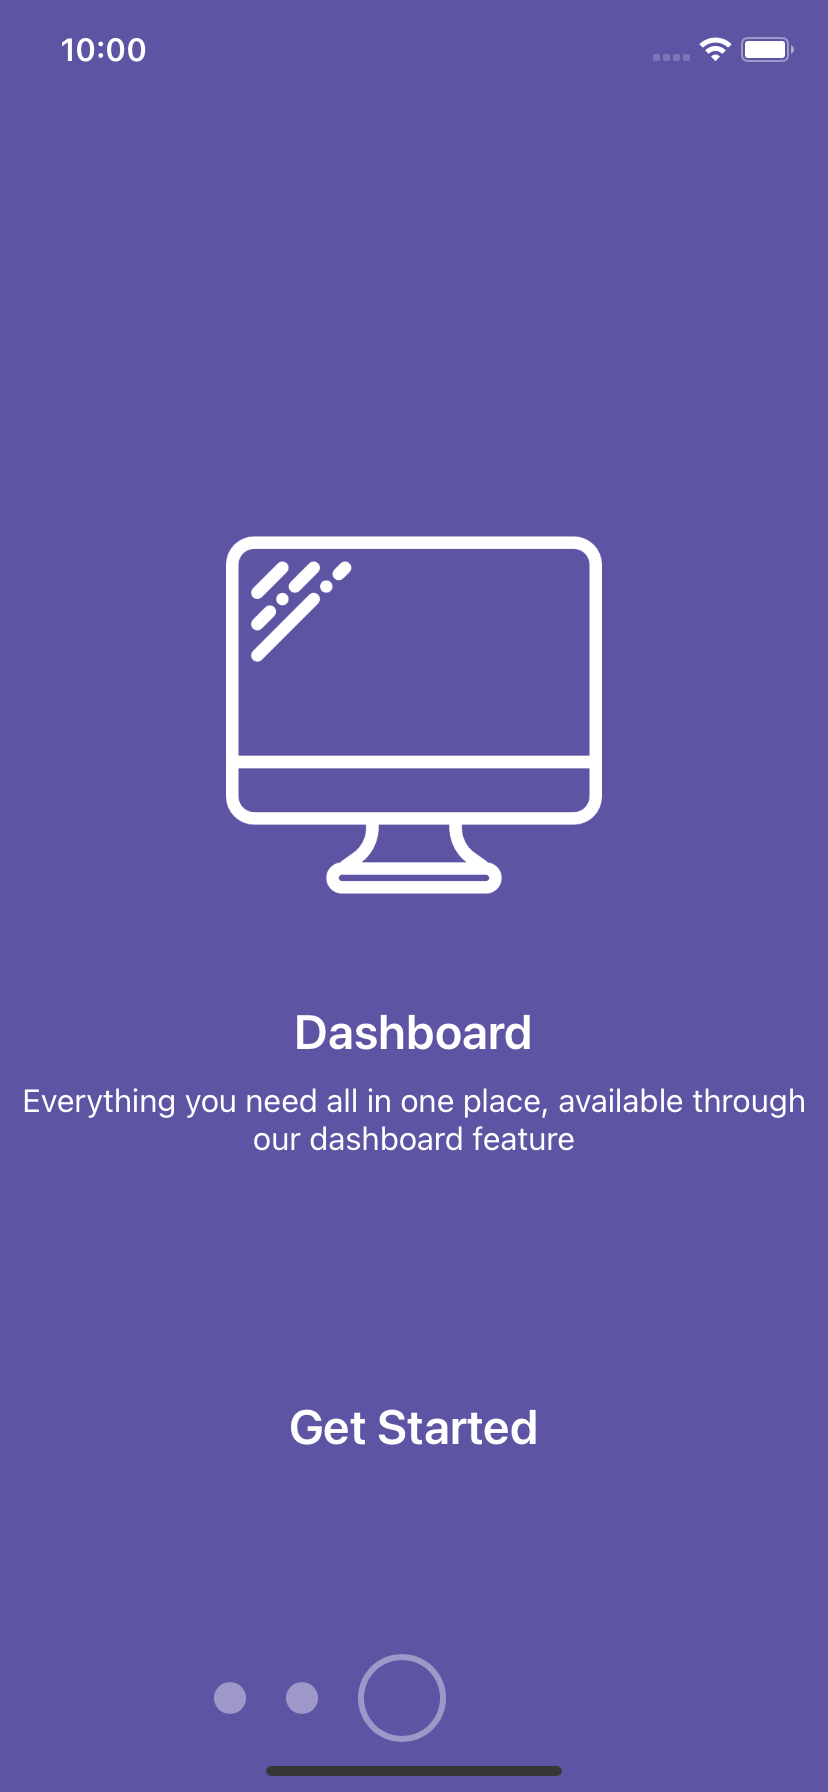 10:00
Dashboard
Everything you need all in one place, available through
our dashboard feature
Get Started